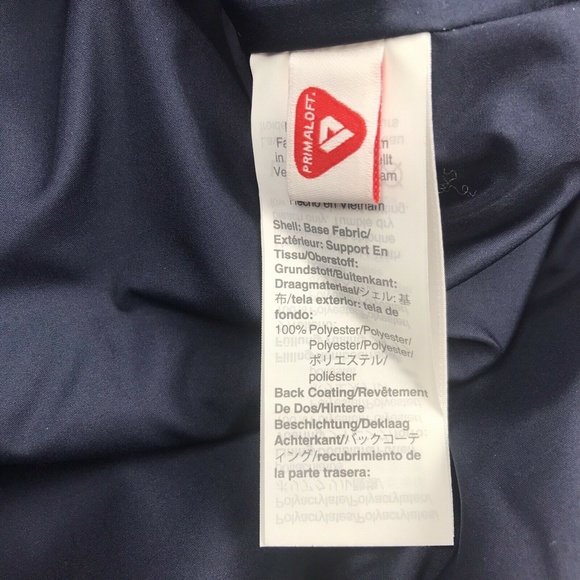 PRIMALOFT.
Hecho en Vietnam
Shell: Base Fabric/
Extérieur: Support En
Tissu/Oberstoff:
Grundstoff/Buitenkant:
Draagmateriaal/シェル: 基
布/tela exterior: tela de
fondo:
100% Polyester/Polyester/
Polyester/Polyester/
ポリエステル/
poliéster
Back Coating/Revêtement
De Dos/Hintere
Beschichtung/Deklaag
Achterkant/バックコーテ
ィング/recubrimiento de
la parte trasera: